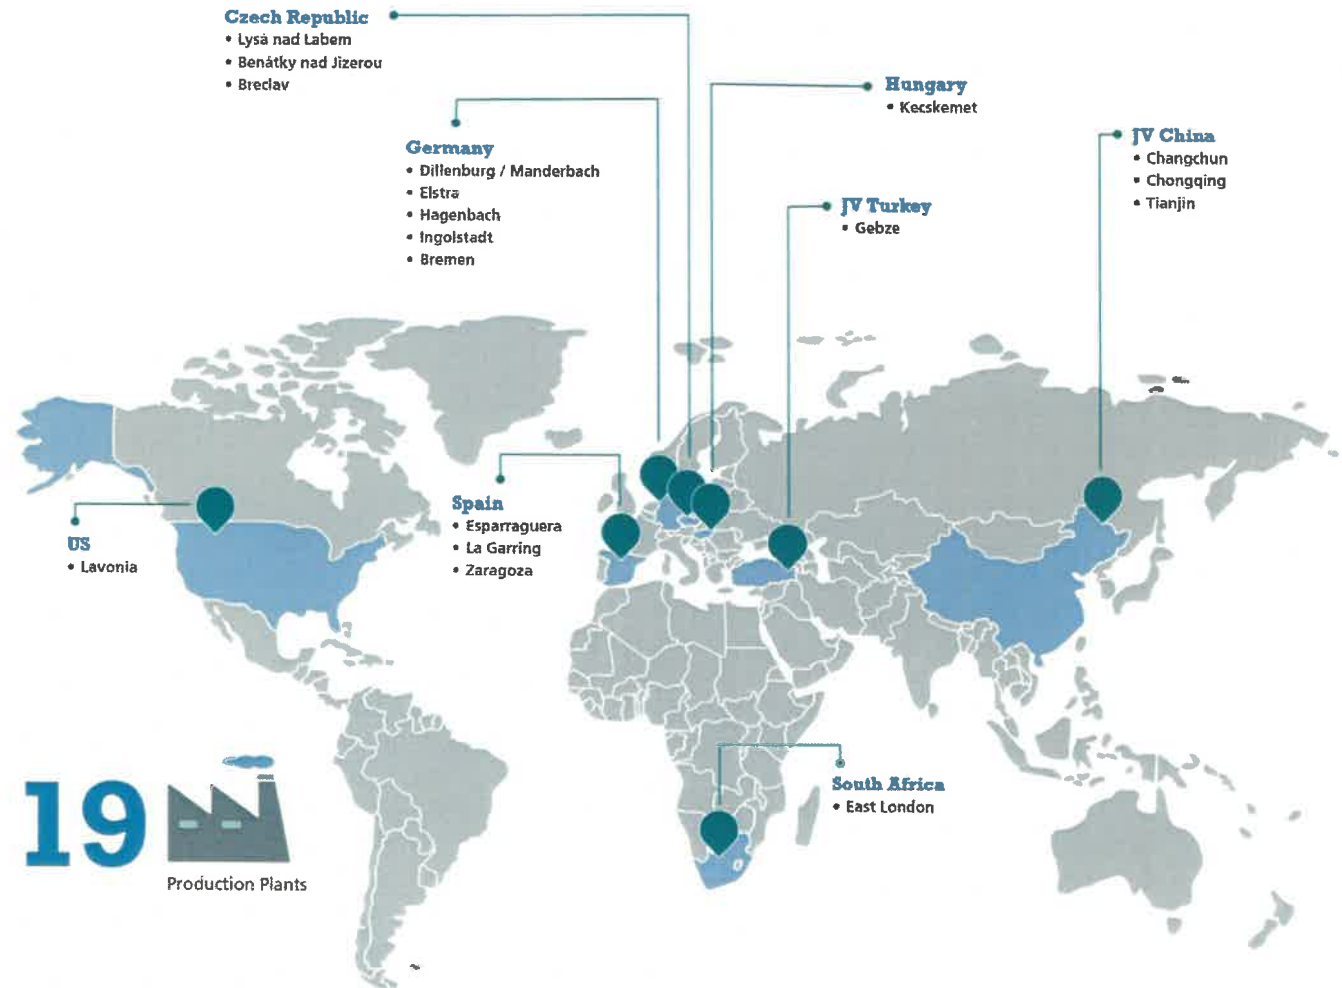 Czech Republic
• Lysà nad Labem
• Benátky nad Jizerou
• Breclav
Hungary
• Kecskemet
Germany
• Dillenburg / Manderbach
• Elstra
• Hagenbach
• Ingolstadt
• Bremen
JV China
• Changchun
• Chongqing
• Tianjin
JV Turkey
• Gebze
Spain
• Esparraguera
• La Garring
• Zaragoza
US
• Lavonia
South Africa
• East London
19
Production Plants